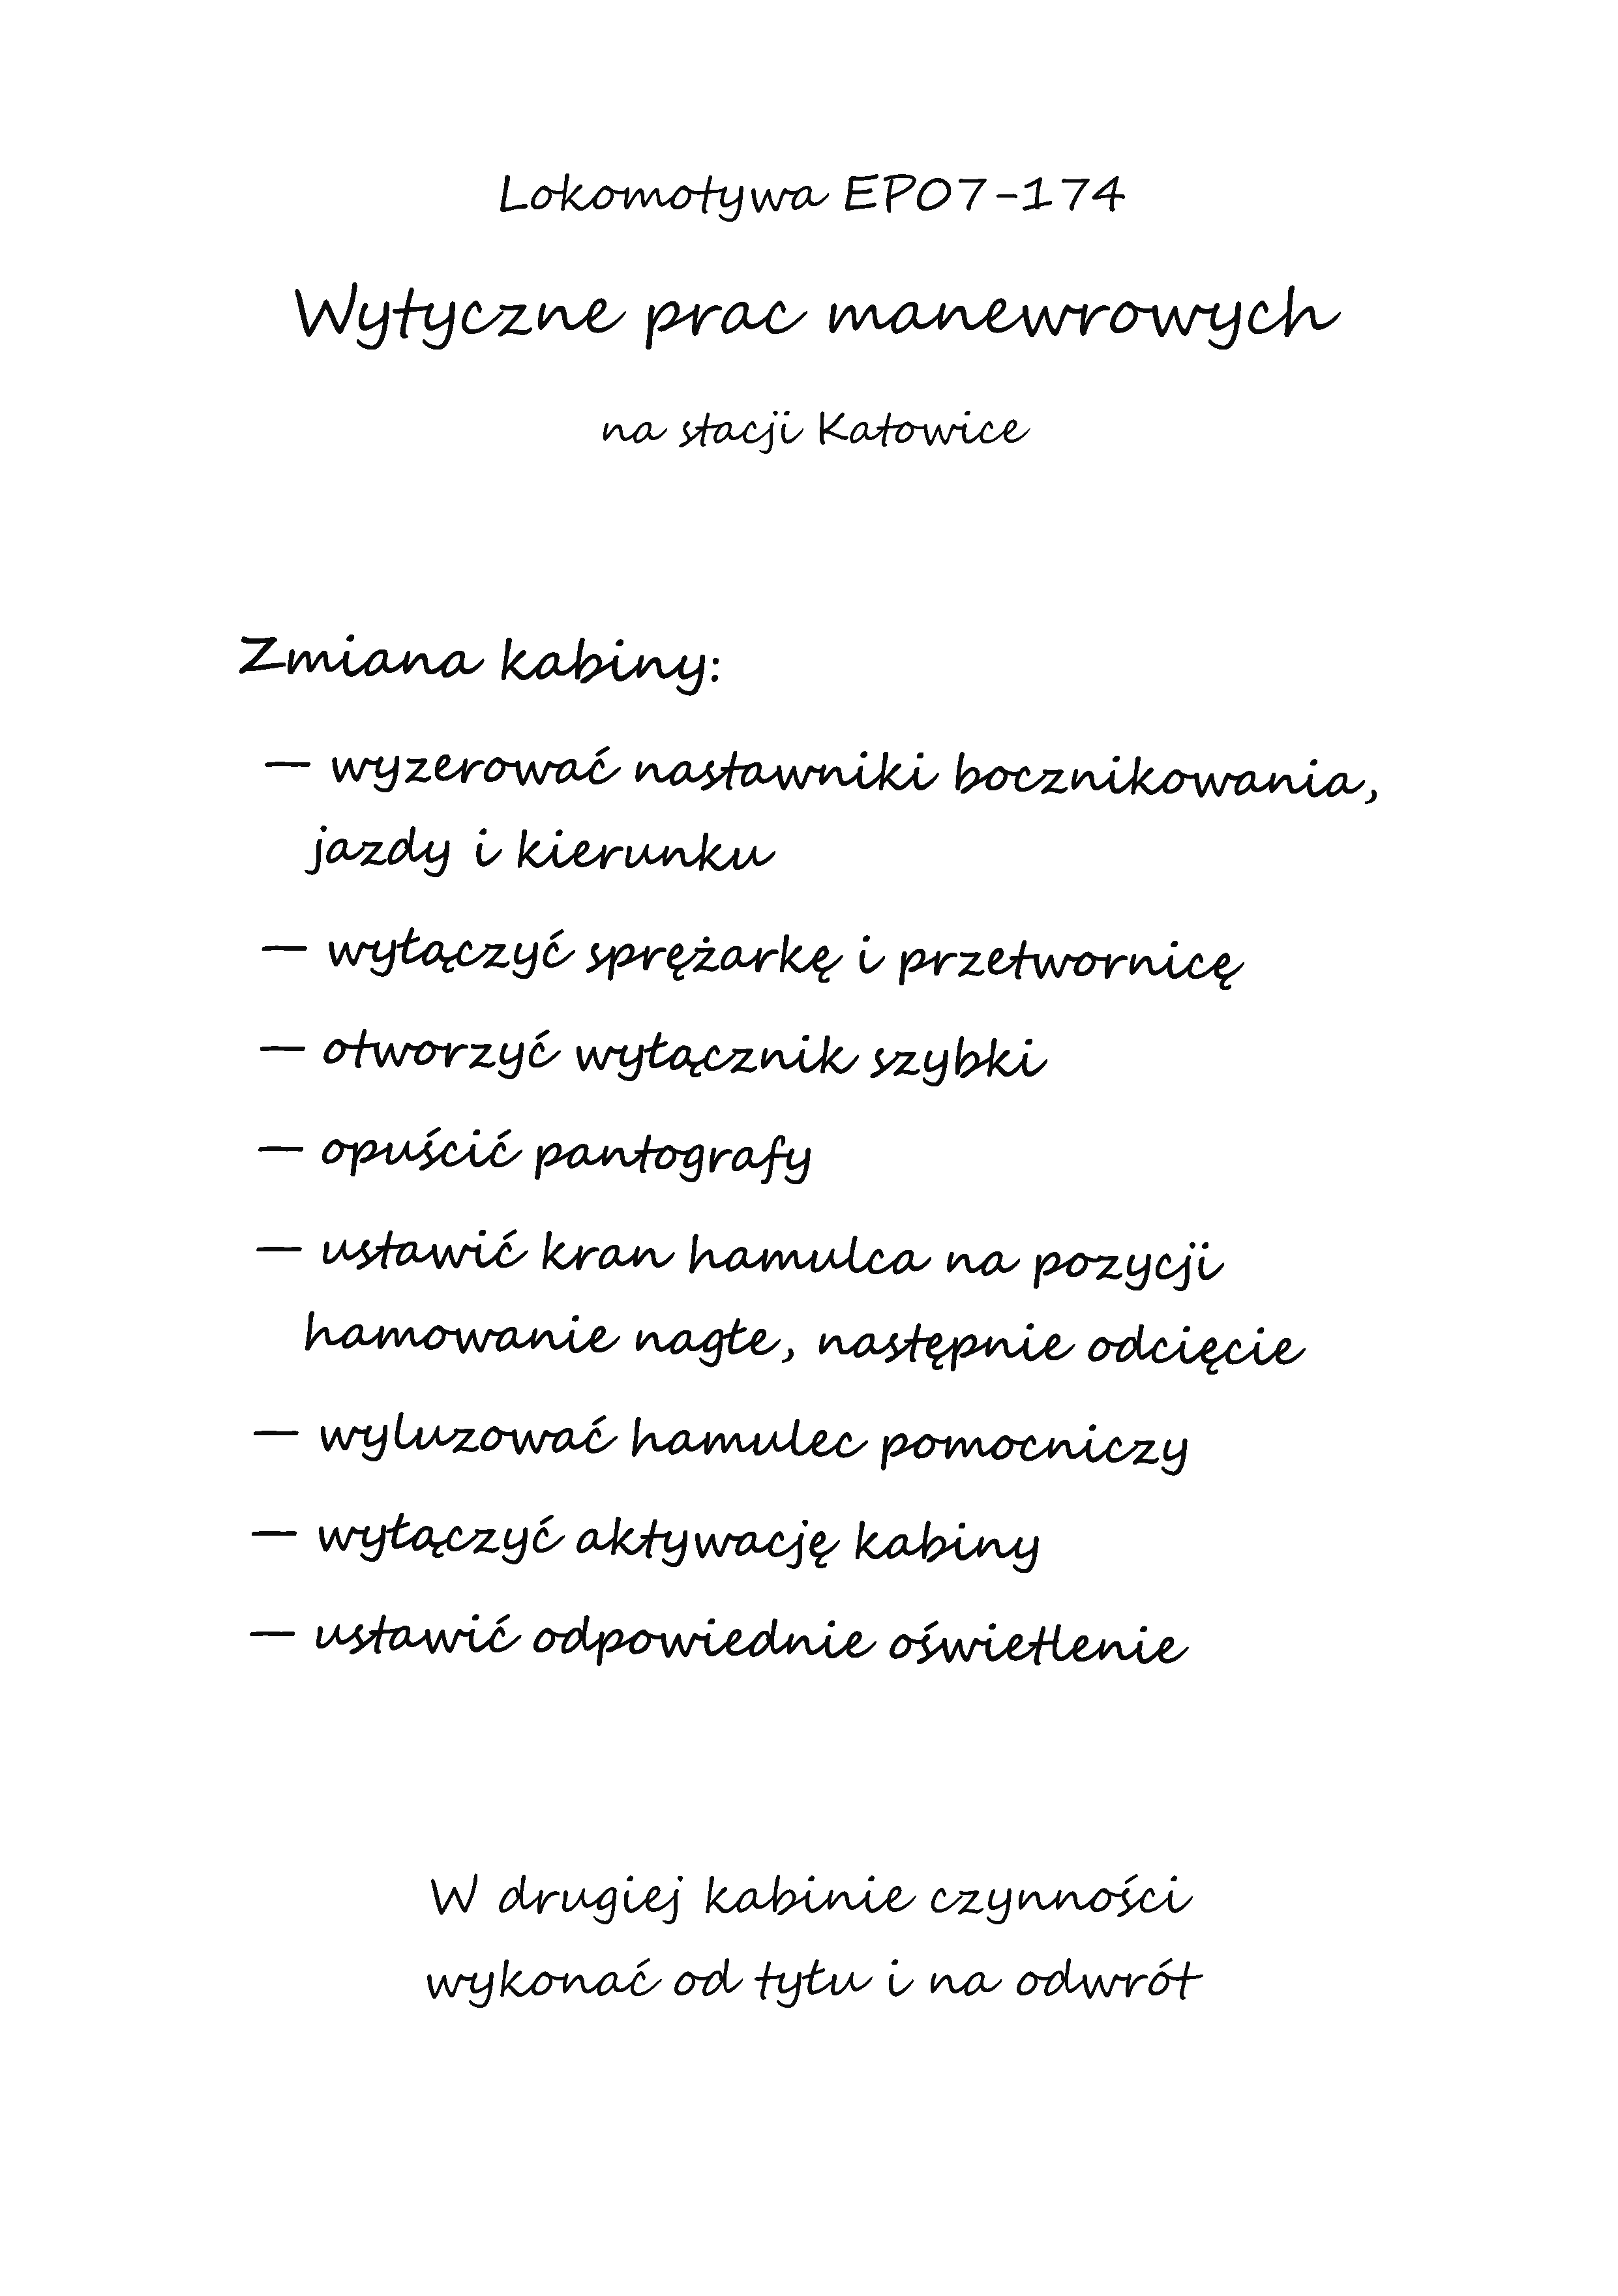 Lokomotywa EP07-174
Wytyczne prac manewrowych
na stacji Katowice
Zmiana kabiny:
— wyzerować nastawniki bocznikowania,
jazdy i kierunku
— wyłączyć sprężarkę i przetwornicę
— otworzyć wyłącznik szybki
— opuścić pantografy
— ustawić kran hamulca na pozycji
hamowanie nagłe, następnie odcięcie
— wyluzować hamulec pomocniczy
— wyłączyć aktywację kabiny
— ustawić odpowiednie oświetlenie
W drugiej kabinie czynności
wykonać od tyłu i na odwrót